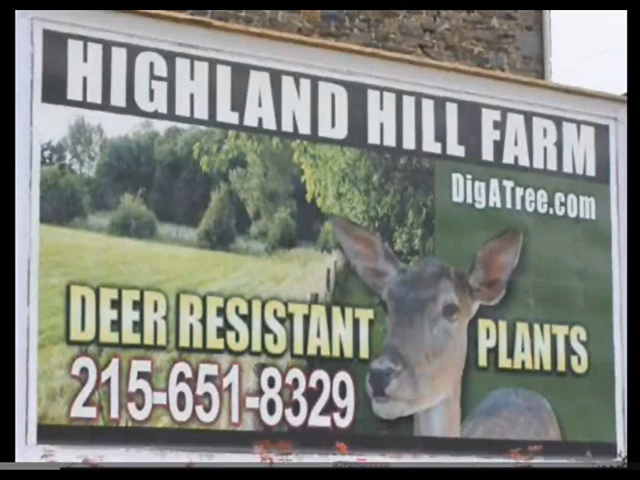 HIGHLAND HILL FARM
DigATree.com
DEER RESISTANT PLANTS
215-651-8329